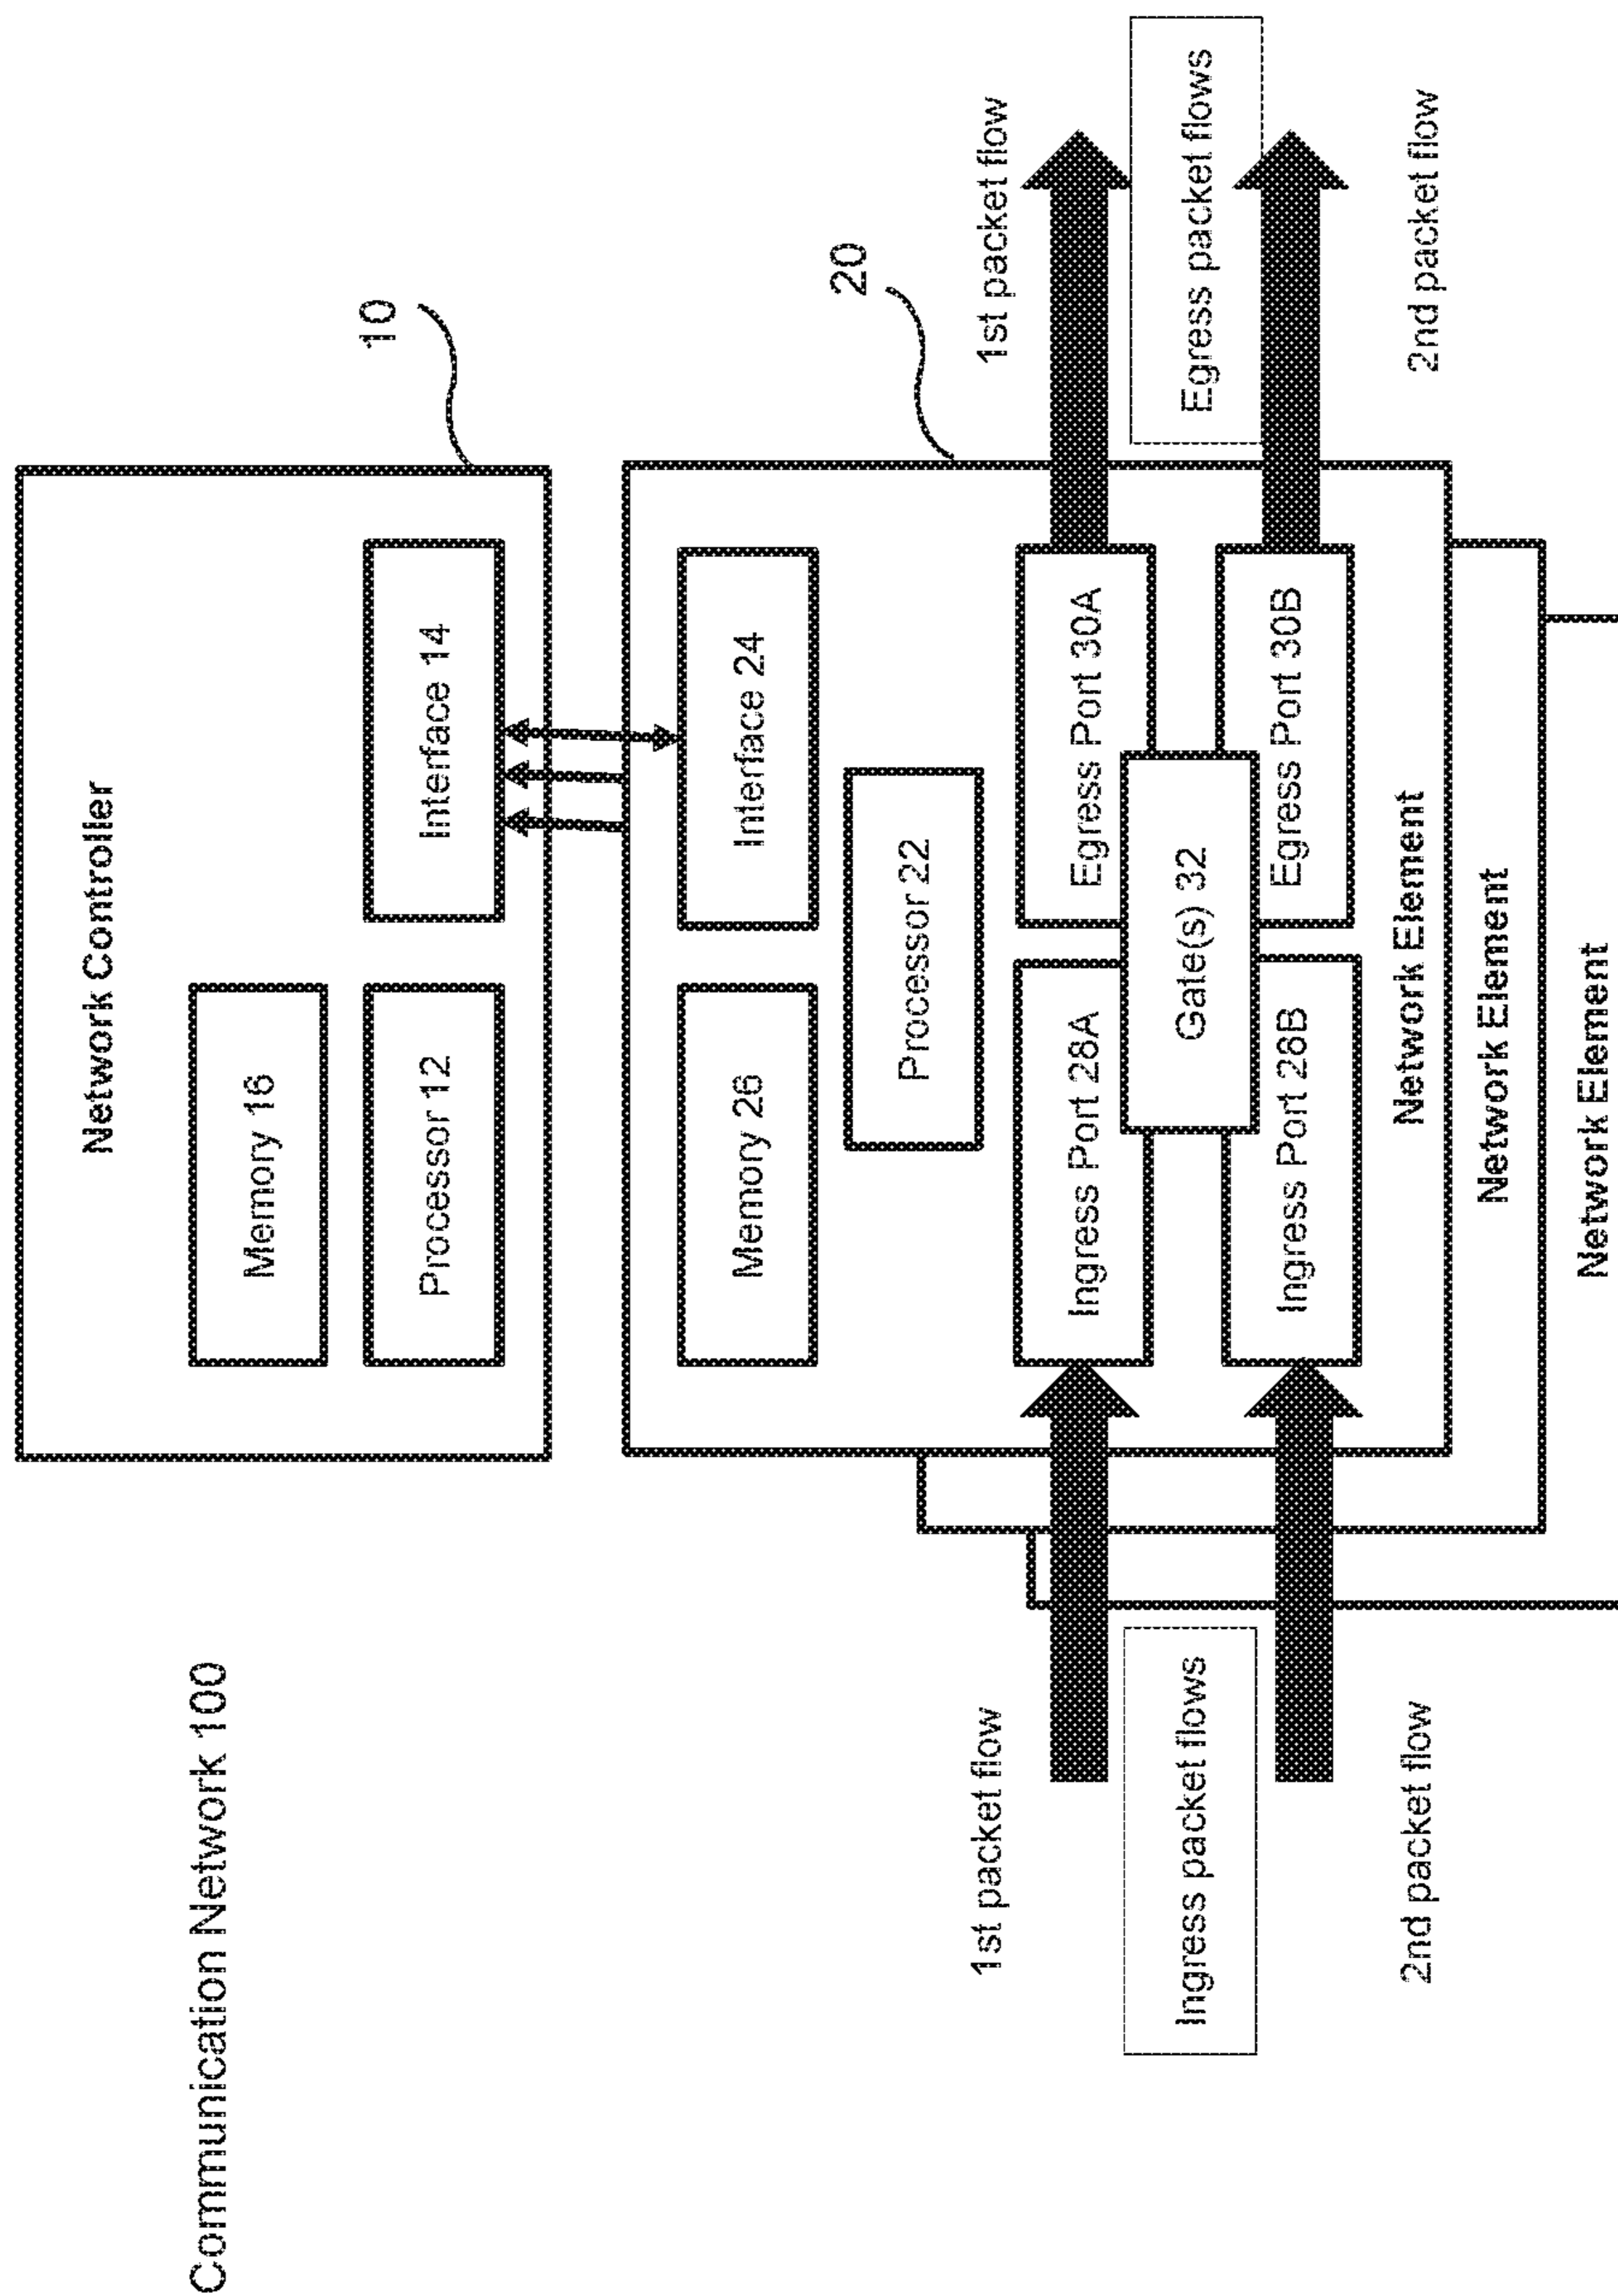 Communication Network 100
Network Controller
Memory 16
Processor 12
Interface 14
10
Memory 26
Interface 24
Processor 22
20
1st packet flow
1st packet flow
Ingress Port 28A
Egress Port 30A
Ingress packet flows
Gate(s) 32
Egress packet flows
Ingress Port 28B
Egress Port 30B
2nd packet flow
2nd packet flow
Network Element
Network Element
Network Element